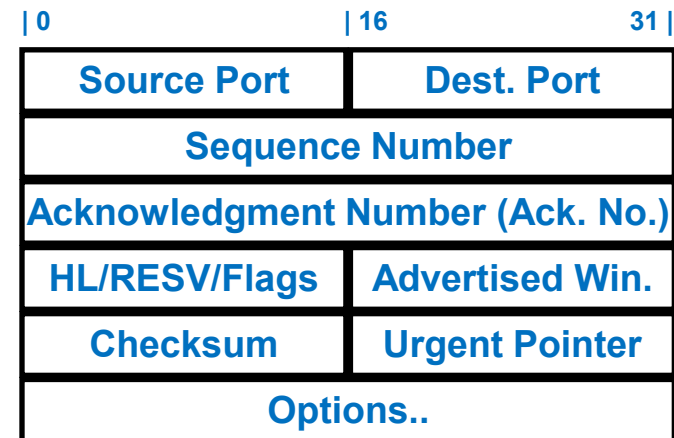 | 0 | 16 31 |
Source Port Dest. Port
Sequence Number
Acknowledgment Number (Ack. No.)
HL/RESV/Flags Advertised Win.
Checksum Urgent Pointer
Options..